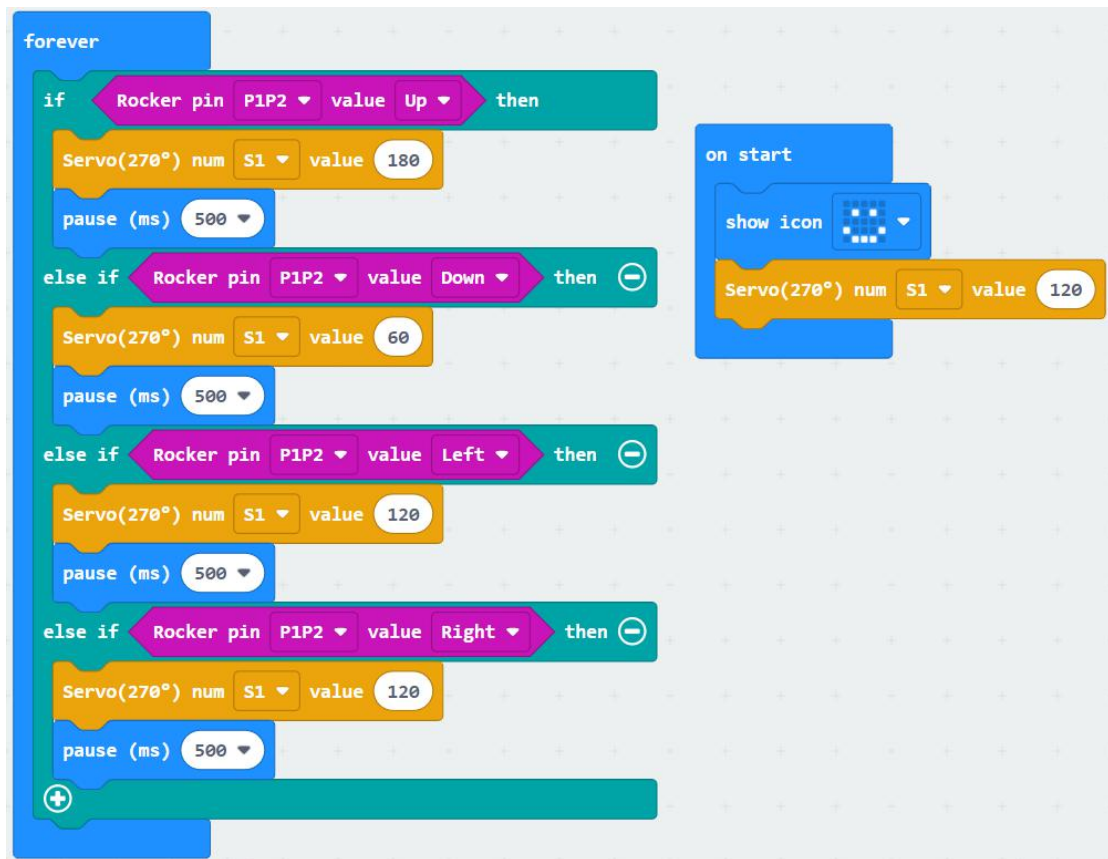 forever
if Rocker pin P1P2 value Up then
Servo(270°) num S1 value 180
pause (ms) 500
else if Rocker pin P1P2 value Down then
Servo(270°) num S1 value 60
pause (ms) 500
else if Rocker pin P1P2 value Left then
Servo(270°) num S1 value 120
pause (ms) 500
else if Rocker pin P1P2 value Right then
Servo(270°) num S1 value 120
pause (ms) 500
on start
show icon
Servo(270°) num S1 value 120